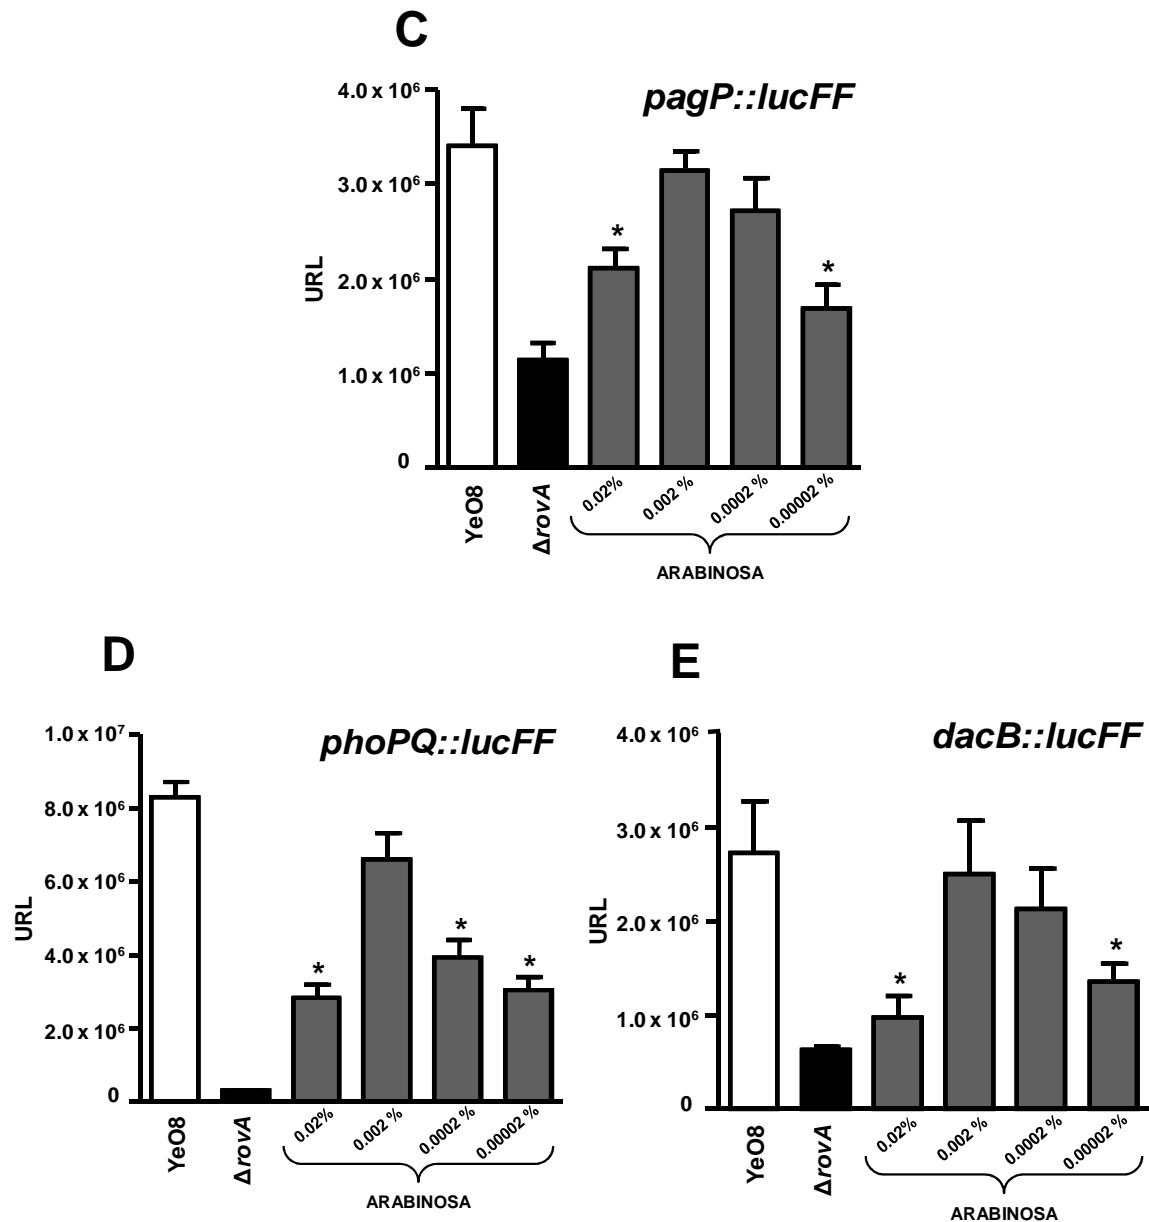 C
pagP::lucFF
4.0 x 10⁶
3.0 x 10⁶
2.0 x 10⁶
1.0 x 10⁶
0
URL
*
*
YeO8
ΔrovA
0.02%
0.002 %
0.0002 %
0.00002 %
ARABINOSA
D
phoPQ::lucFF
1.0 x 10⁷
8.0 x 10⁶
6.0 x 10⁶
4.0 x 10⁶
2.0 x 10⁶
0
URL
*
*
*
YeO8
ΔrovA
0.02%
0.002 %
0.0002 %
0.00002 %
ARABINOSA
E
dacB::lucFF
4.0 x 10⁶
3.0 x 10⁶
2.0 x 10⁶
1.0 x 10⁶
0
URL
*
*
YeO8
ΔrovA
0.02%
0.002 %
0.0002 %
0.00002 %
ARABINOSA